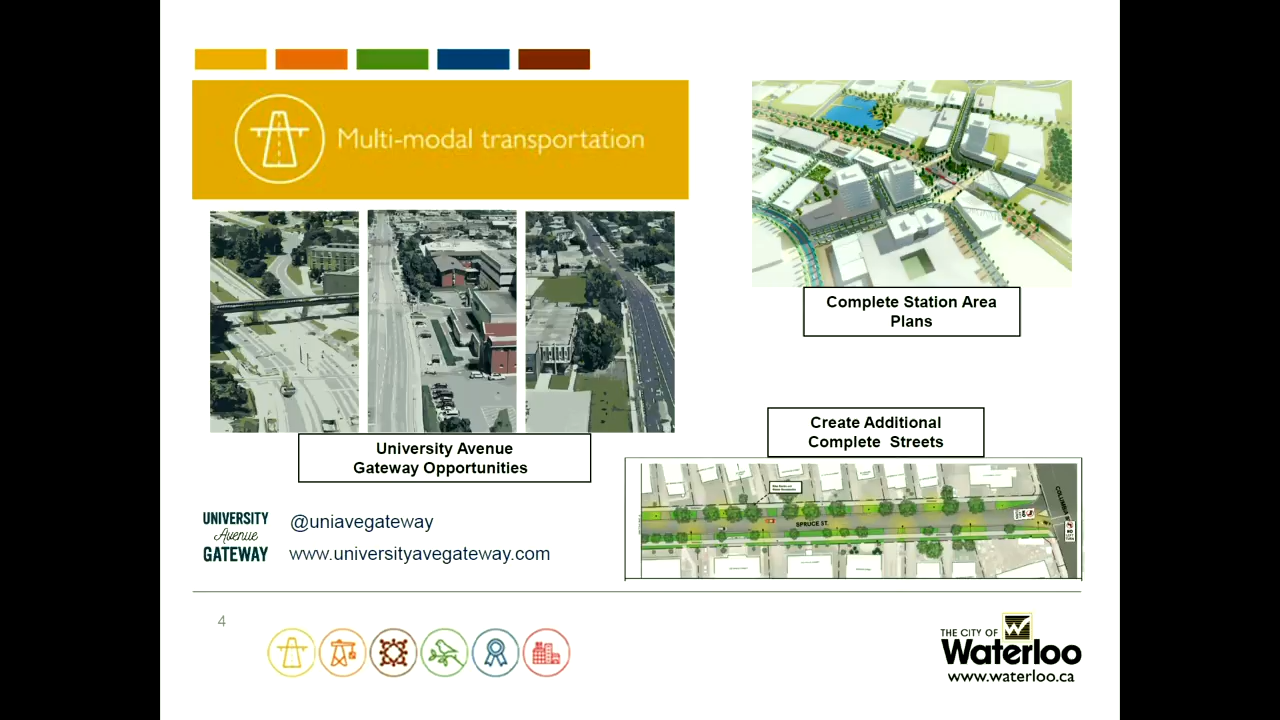 Multi-modal transportation
Complete Station Area
Plans
University Avenue
Gateway Opportunities
Create Additional
Complete Streets
SPRUCE ST.
UNIVERSITY
Avenue
GATEWAY
@uniavegateway
www.universityavegateway.com
4
THE CITY OF
Waterloo
www.waterloo.ca